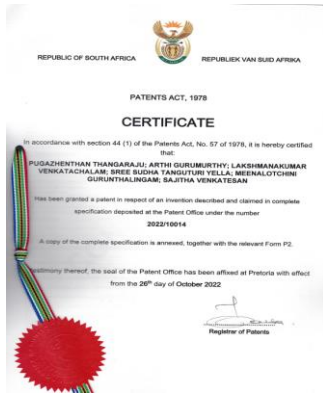 REPUBLIC OF SOUTH AFRICA
REPUBLIEK VAN SUID AFRIKA
PATENTS ACT, 1978
CERTIFICATE
In accordance with section 44 (1) of the Patents Act, No. 57 of 1978, it is hereby certified
that:
PUGAZHENTHAN THANGARAJU; ARTHI GURUMURTHY; LAKSHMANAKUMAR
VENKATACHALAM; SREE SUDHA TANGUTURI YELLA; MEENALOTCHINI
GURUNTHALINGAM; SAJITHA VENKATESAN
Has been granted a patent in respect of an invention described and claimed in complete
specification deposited at the Patent Office under the number
2022/10014
A copy of the complete specification is annexed, together with the relevant Form P2.
testimony thereof, the seal of the Patent Office has been affixed at Pretoria with effect
from the 26th day of October 2022
Registrar of Patents